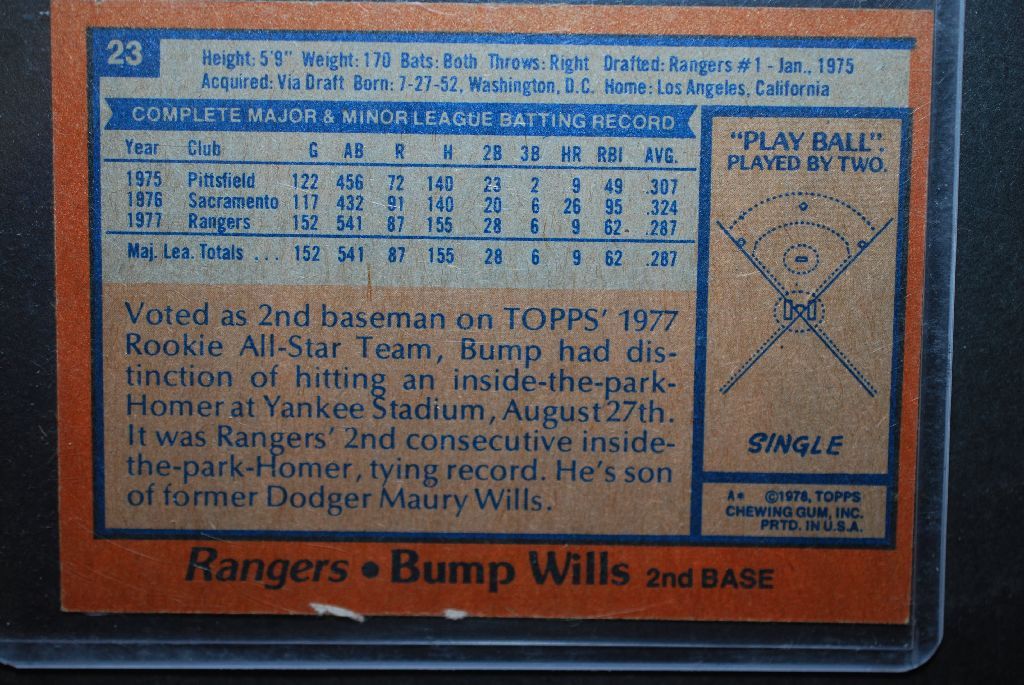 23
Height: 5'9" Weight: 170 Bats: Both Throws: Right Drafted: Rangers #1 - Jan., 1975
Acquired: Via Draft Born: 7-27-52, Washington, D.C. Home: Los Angeles, California
COMPLETE MAJOR & MINOR LEAGUE BATTING RECORD
Year Club G AB R H 2B 3B HR RBI AVG.
1975 Pittsfield 122 456 72 140 23 2 9 49 .307
1976 Sacramento 117 432 91 140 20 6 26 95 .324
1977 Rangers 152 541 87 155 28 6 9 62 .287
Maj. Lea. Totals ... 152 541 87 155 28 6 9 62 .287
Voted as 2nd baseman on TOPPS' 1977
Rookie All-Star Team, Bump had dis-
tinction of hitting an inside-the-park-
Homer at Yankee Stadium, August 27th.
It was Rangers' 2nd consecutive inside-
the-park-Homer, tying record. He's son
of former Dodger Maury Wills.
"PLAY BALL":
PLAYED BY TWO.
SINGLE
A* ©1978, TOPPS
CHEWING GUM, INC.
PRTD. IN U.S.A.
Rangers • Bump Wills 2nd BASE